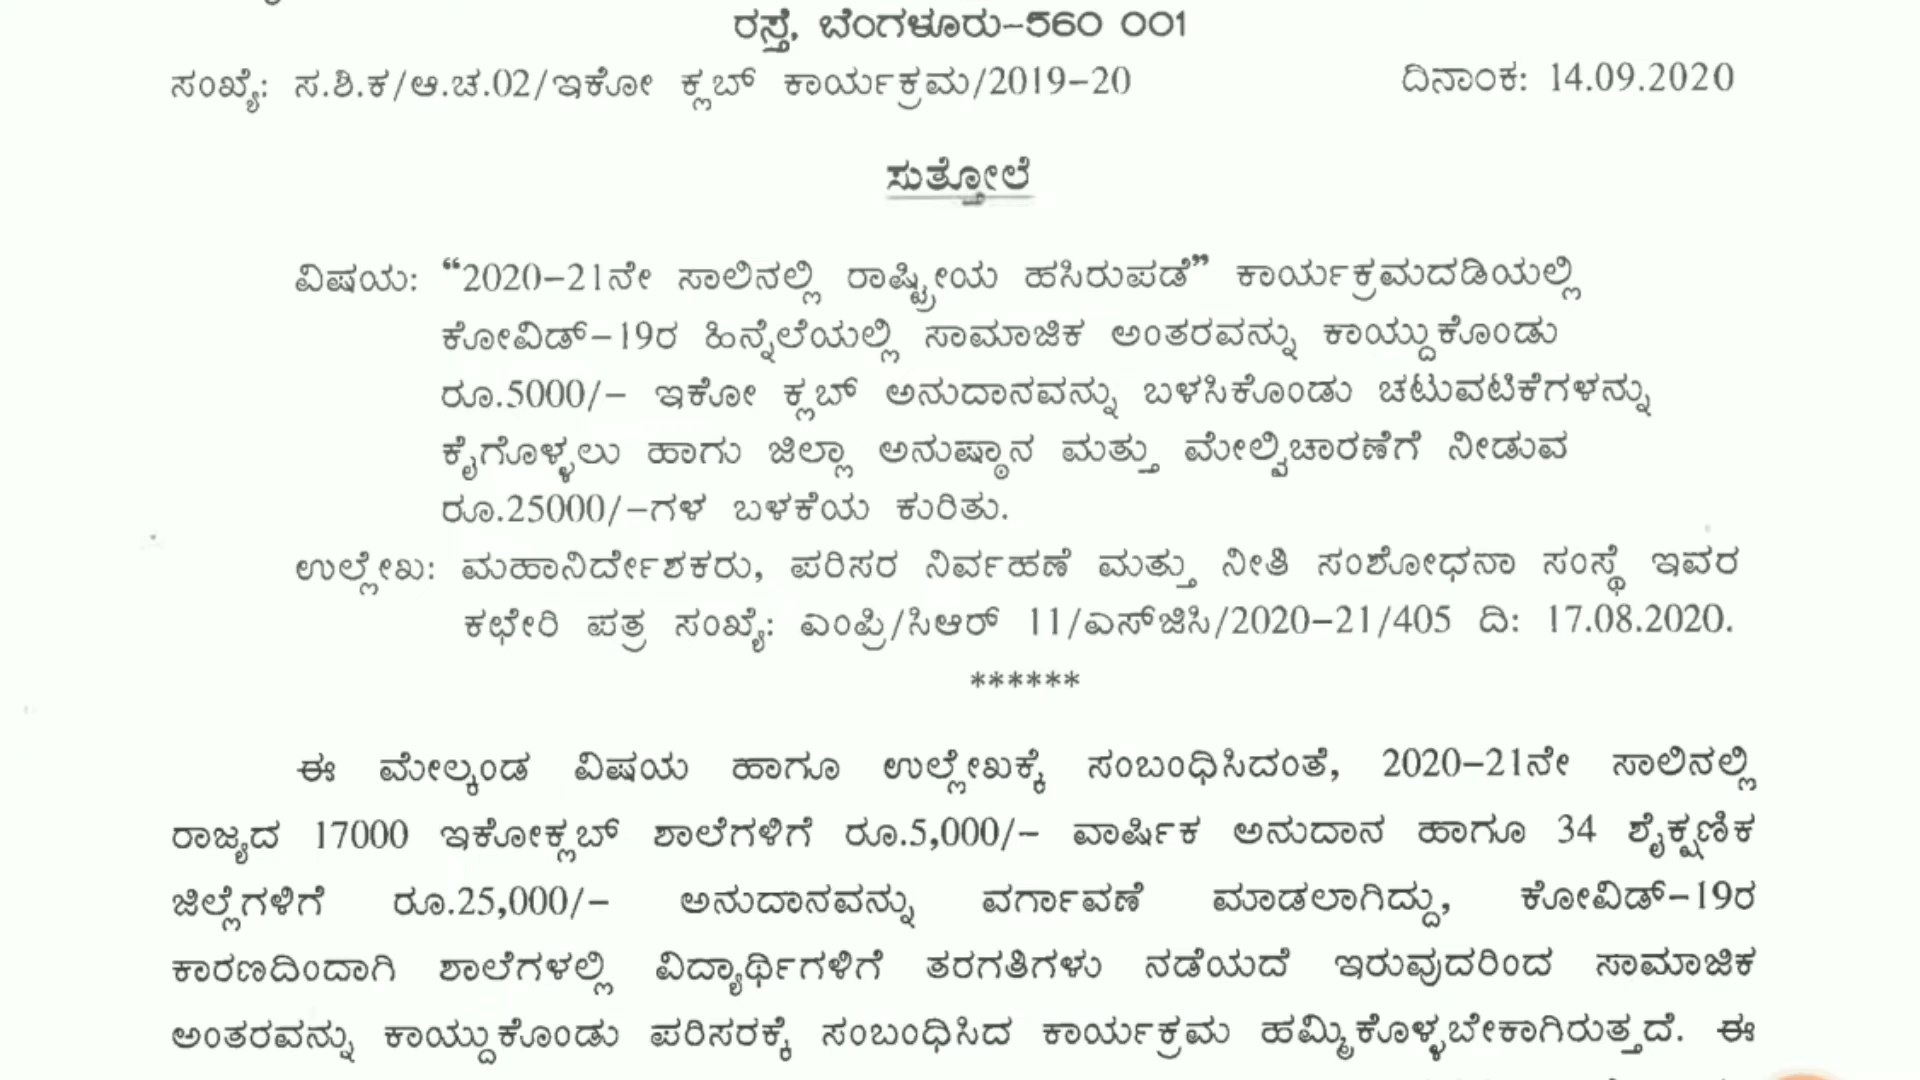 ರಸ್ತೆ, ಬೆಂಗಳೂರು-560 001
ಸಂಖ್ಯೆ: ಸ.ಶಿ.ಕ/ಆ.ಚ.02/ಇಕೋ ಕ್ಲಬ್ ಕಾರ್ಯಕ್ರಮ/2019-20 ದಿನಾಂಕ: 14.09.2020
ಸುತ್ತೋಲೆ
ವಿಷಯ: “2020-21ನೇ ಸಾಲಿನಲ್ಲಿ ರಾಷ್ಟ್ರೀಯ ಹಸಿರುಪಡೆ” ಕಾರ್ಯಕ್ರಮದಡಿಯಲ್ಲಿ
ಕೋವಿಡ್-19ರ ಹಿನ್ನೆಲೆಯಲ್ಲಿ ಸಾಮಾಜಿಕ ಅಂತರವನ್ನು ಕಾಯ್ದುಕೊಂಡು
ರೂ.5000/- ಇಕೋ ಕ್ಲಬ್ ಅನುದಾನವನ್ನು ಬಳಸಿಕೊಂಡು ಚಟುವಟಿಕೆಗಳನ್ನು
ಕೈಗೊಳ್ಳಲು ಹಾಗು ಜಿಲ್ಲಾ ಅನುಷ್ಠಾನ ಮತ್ತು ಮೇಲ್ವಿಚಾರಣೆಗೆ ನೀಡುವ
ರೂ.25000/-ಗಳ ಬಳಕೆಯ ಕುರಿತು.
ಉಲ್ಲೇಖ: ಮಹಾನಿರ್ದೇಶಕರು, ಪರಿಸರ ನಿರ್ವಹಣೆ ಮತ್ತು ನೀತಿ ಸಂಶೋಧನಾ ಸಂಸ್ಥೆ ಇವರ
ಕಛೇರಿ ಪತ್ರ ಸಂಖ್ಯೆ: ಎಂಪ್ರಿ/ಸಿಆರ್ 11/ಎಸ್‌ಜಿಸಿ/2020-21/405 ದಿ: 17.08.2020.
******
ಈ ಮೇಲ್ಕಂಡ ವಿಷಯ ಹಾಗೂ ಉಲ್ಲೇಖಕ್ಕೆ ಸಂಬಂಧಿಸಿದಂತೆ, 2020-21ನೇ ಸಾಲಿನಲ್ಲಿ
ರಾಜ್ಯದ 17000 ಇಕೋಕ್ಲಬ್ ಶಾಲೆಗಳಿಗೆ ರೂ.5,000/- ವಾರ್ಷಿಕ ಅನುದಾನ ಹಾಗೂ 34 ಶೈಕ್ಷಣಿಕ
ಜಿಲ್ಲೆಗಳಿಗೆ ರೂ.25,000/- ಅನುದಾನವನ್ನು ವರ್ಗಾವಣೆ ಮಾಡಲಾಗಿದ್ದು, ಕೋವಿಡ್-19ರ
ಕಾರಣದಿಂದಾಗಿ ಶಾಲೆಗಳಲ್ಲಿ ವಿದ್ಯಾರ್ಥಿಗಳಿಗೆ ತರಗತಿಗಳು ನಡೆಯದೆ ಇರುವುದರಿಂದ ಸಾಮಾಜಿಕ
ಅಂತರವನ್ನು ಕಾಯ್ದುಕೊಂಡು ಪರಿಸರಕ್ಕೆ ಸಂಬಂಧಿಸಿದ ಕಾರ್ಯಕ್ರಮ ಹಮ್ಮಿಕೊಳ್ಳಬೇಕಾಗಿರುತ್ತದೆ. ಈ